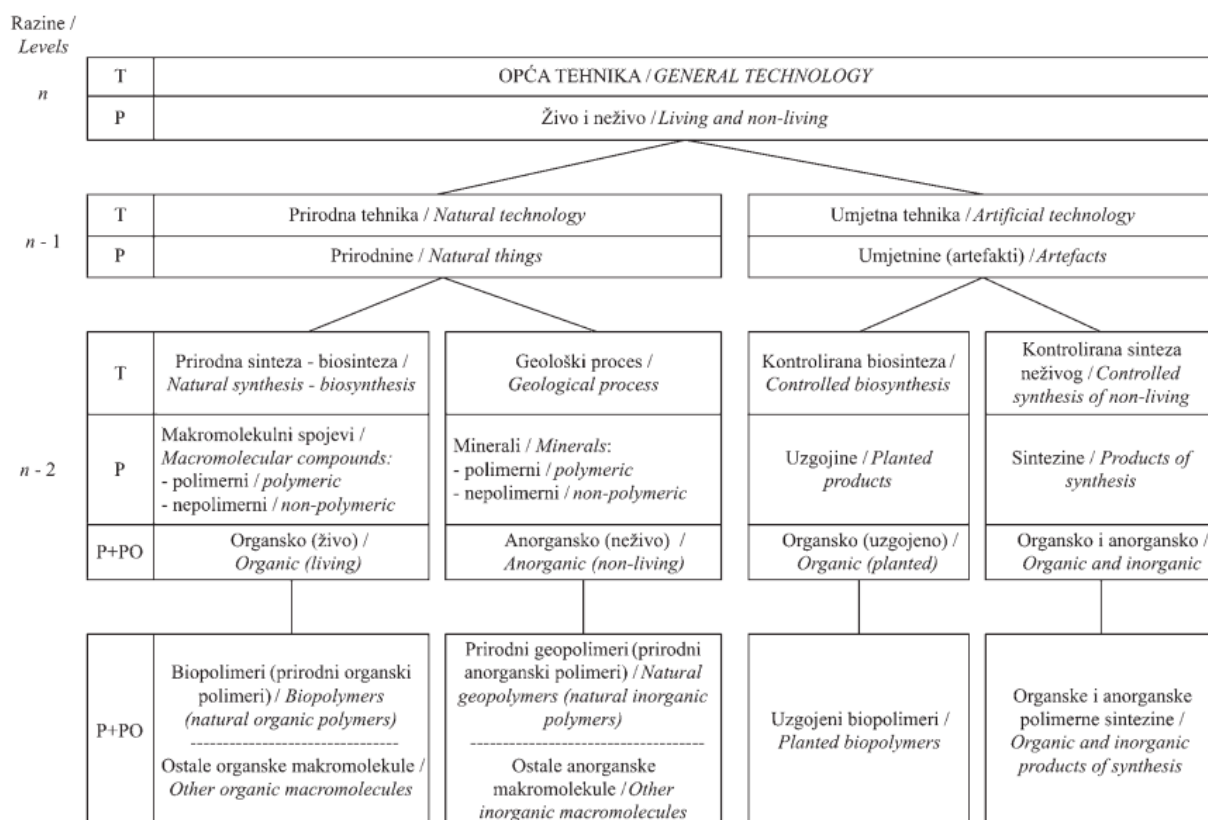 Razine /
Levels
n
T
OPĆA TEHNIKA / GENERAL TECHNOLOGY
P
Živo i neživo / Living and non-living
n - 1
T
Prirodna tehnika / Natural technology
Umjetna tehnika / Artificial technology
P
Prirodnine / Natural things
Umjetnine (artefakti) / Artefacts
n - 2
T
Prirodna sinteza - biosinteza /
Natural synthesis - biosynthesis
Geološki proces /
Geological process
Kontrolirana biosinteza /
Controlled biosynthesis
Kontrolirana sinteza
neživog / Controlled
synthesis of non-living
P
Makromolekulni spojevi /
Macromolecular compounds:
- polimerni / polymeric
- nepolimerni / non-polymeric
Minerali / Minerals:
- polimerni / polymeric
- nepolimerni / non-polymeric
Uzgojine / Planted
products
Sintezine / Products of
synthesis
P+PO
Organsko (živo) /
Organic (living)
Anorgansko (neživo) /
Anorganic (non-living)
Organsko (uzgojeno) /
Organic (planted)
Organsko i anorgansko /
Organic and inorganic
P+PO
Biopolimeri (prirodni organski
polimeri) / Biopolymers
(natural organic polymers)
--------------------------------
Ostale organske makromolekule /
Other organic macromolecules
Prirodni geopolimeri (prirodni
anorganski polimeri) / Natural
geopolymers (natural inorganic
polymers)
--------------------------------
Ostale anorganske
makromolekule / Other
inorganic macromolecules
Uzgojeni biopolimeri /
Planted biopolymers
Organske i anorganske
polimerne sintezine /
Organic and inorganic
products of synthesis